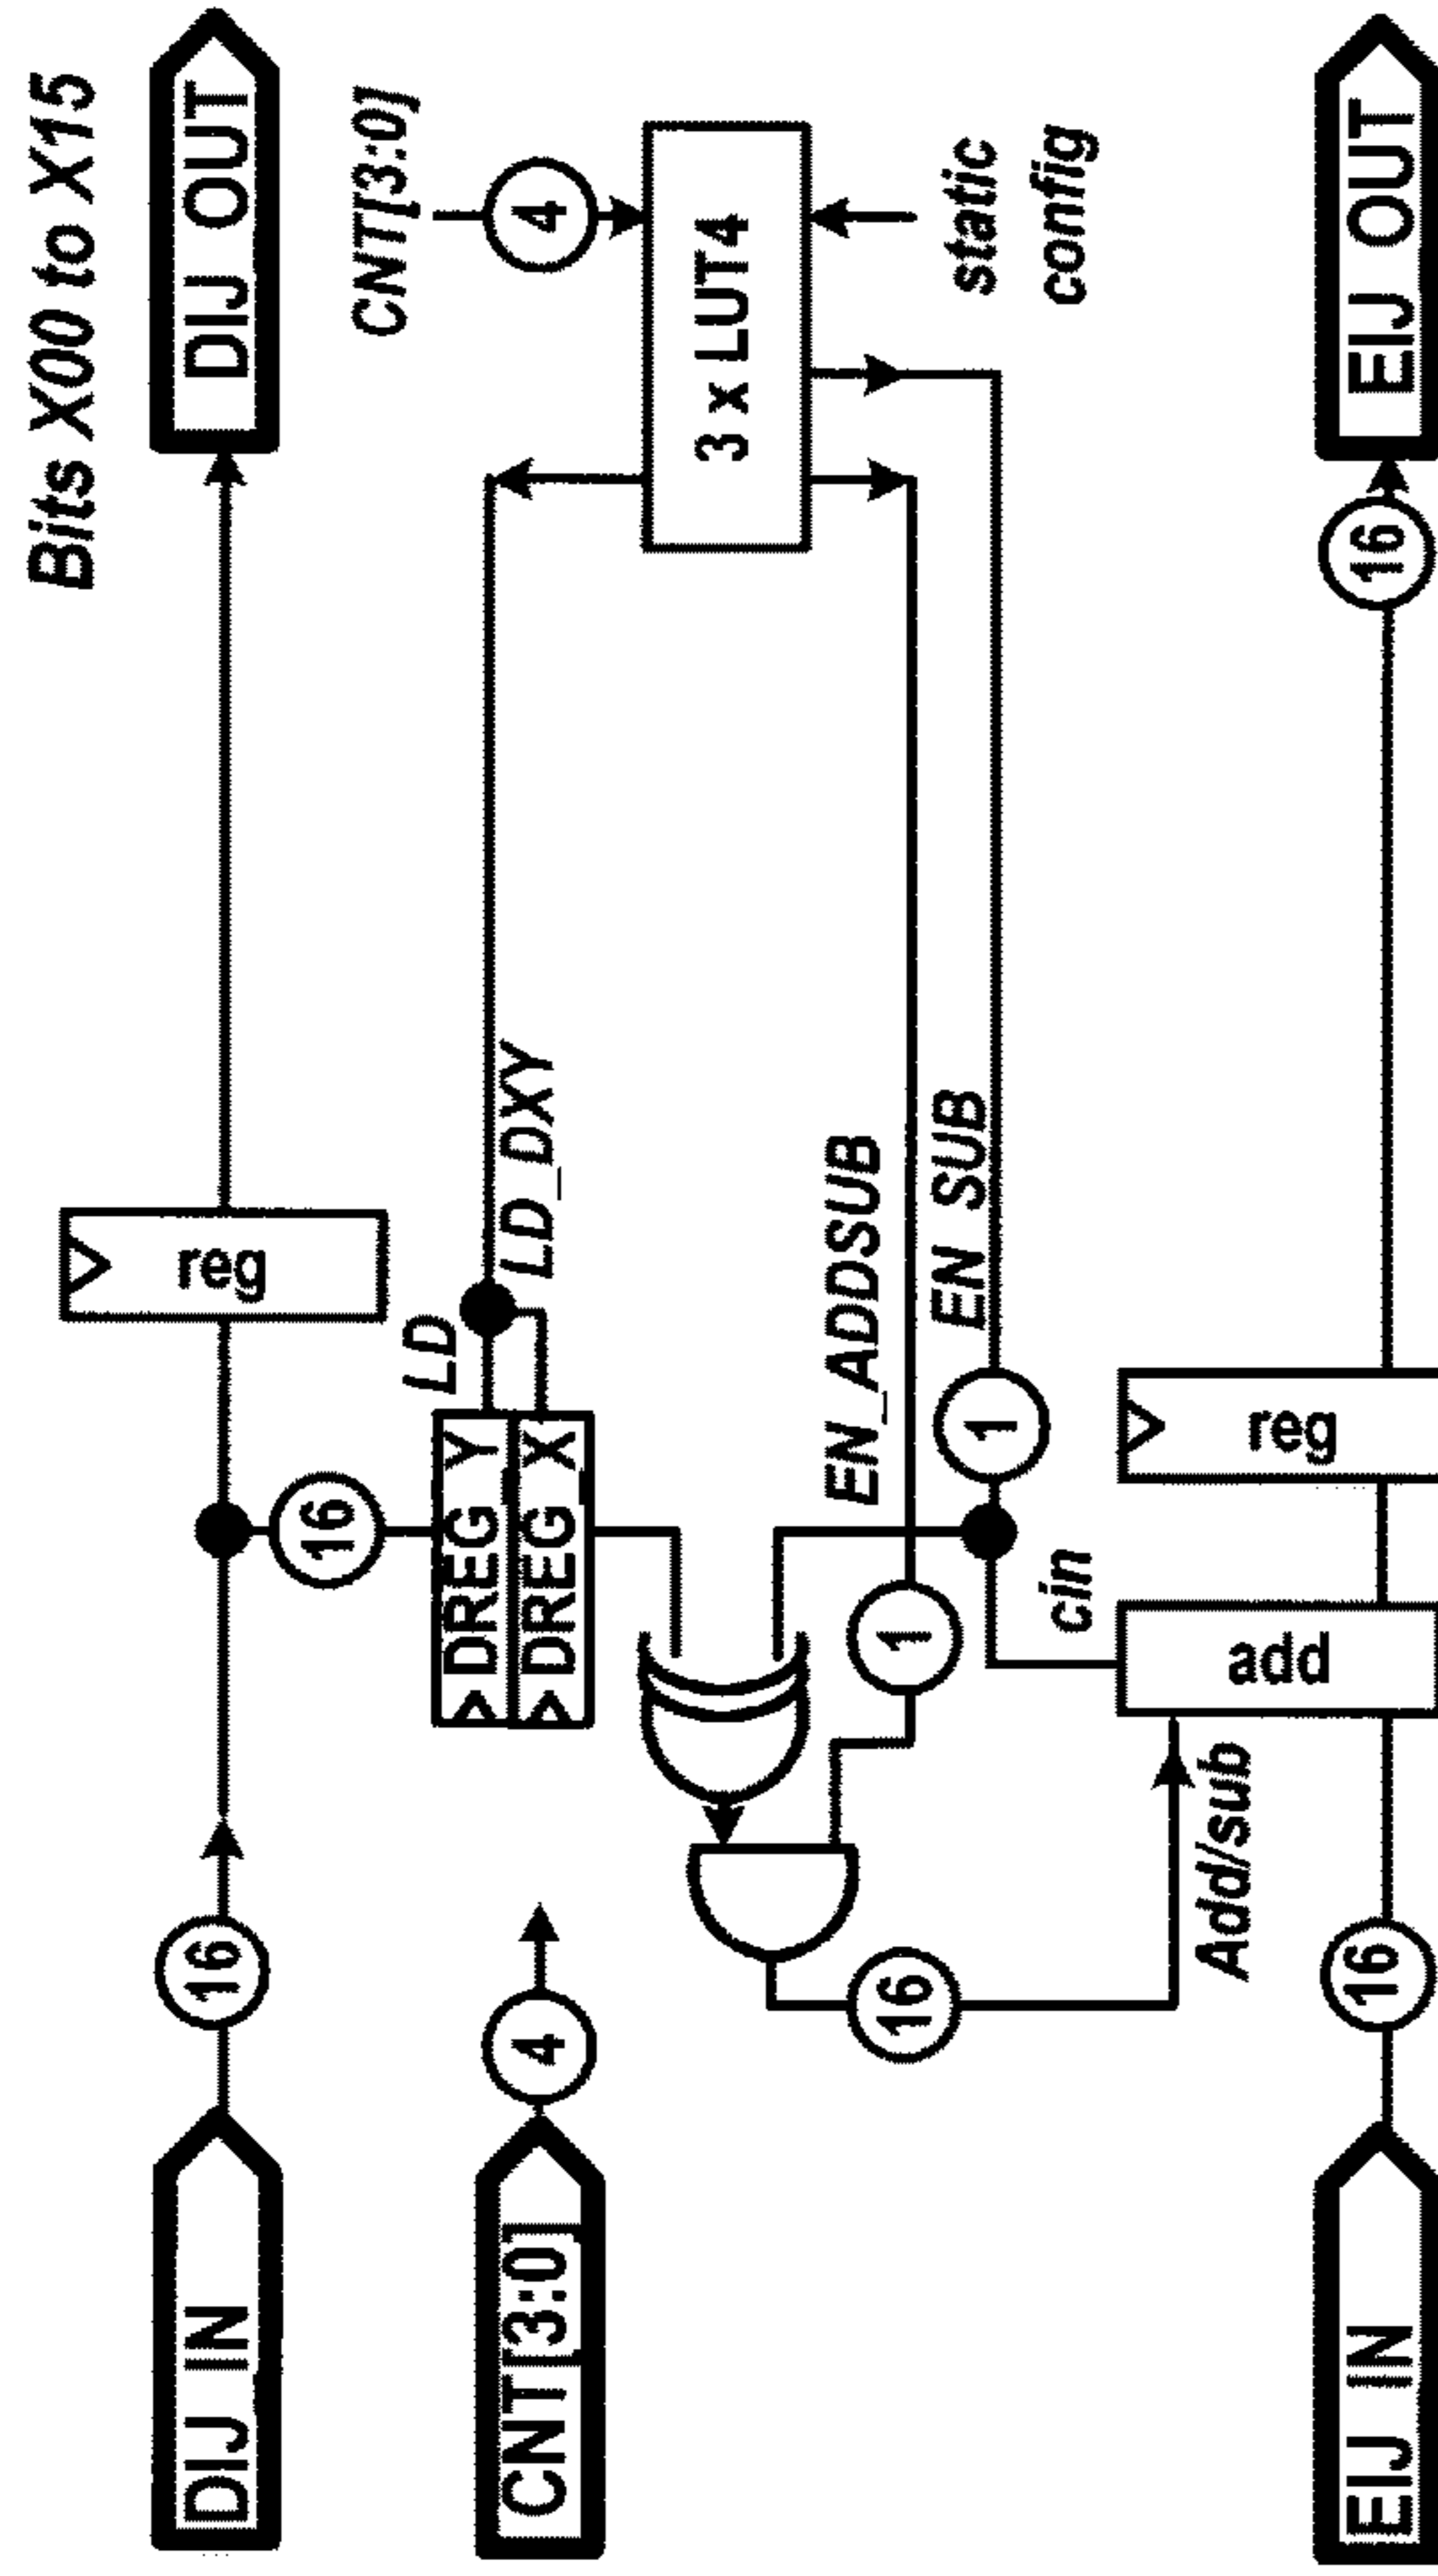 Bits X00 to X15
DIJ IN
16
reg
DIJ OUT
16
CNT[3:0]
4
LD
LD_DXY
CNT[3:0]
4
DREG_Y
DREG_X
3 x LUT4
static
config
EN_ADDSUB
1
EN_SUB
1
16
cin
Add/sub
EIJ IN
16
add
reg
16
EIJ OUT